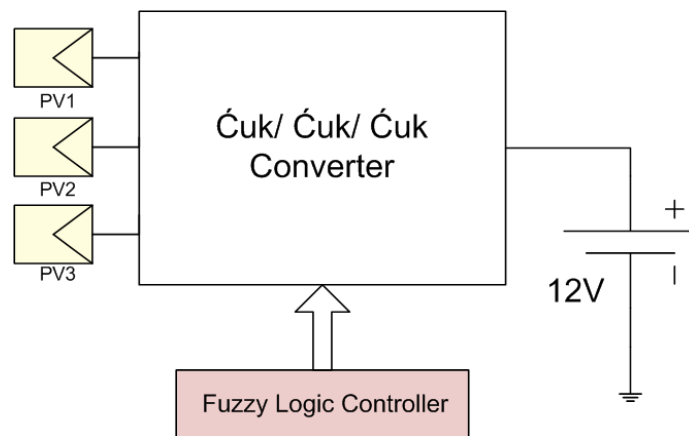 PV1
PV2
PV3
Ćuk/ Ćuk/ Ćuk
Converter
+
12V
Fuzzy Logic Controller